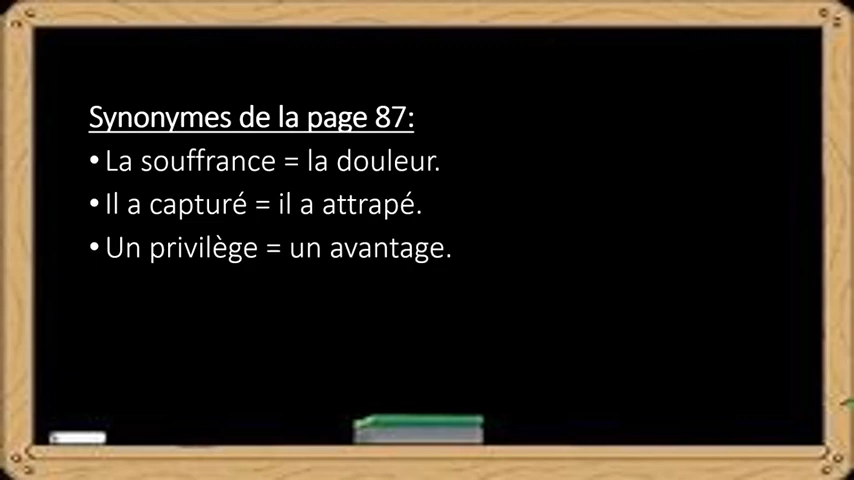 Synonymes de la page 87:
•La souffrance = la douleur.
•Il a capturé = il a attrapé.
•Un privilège = un avantage.